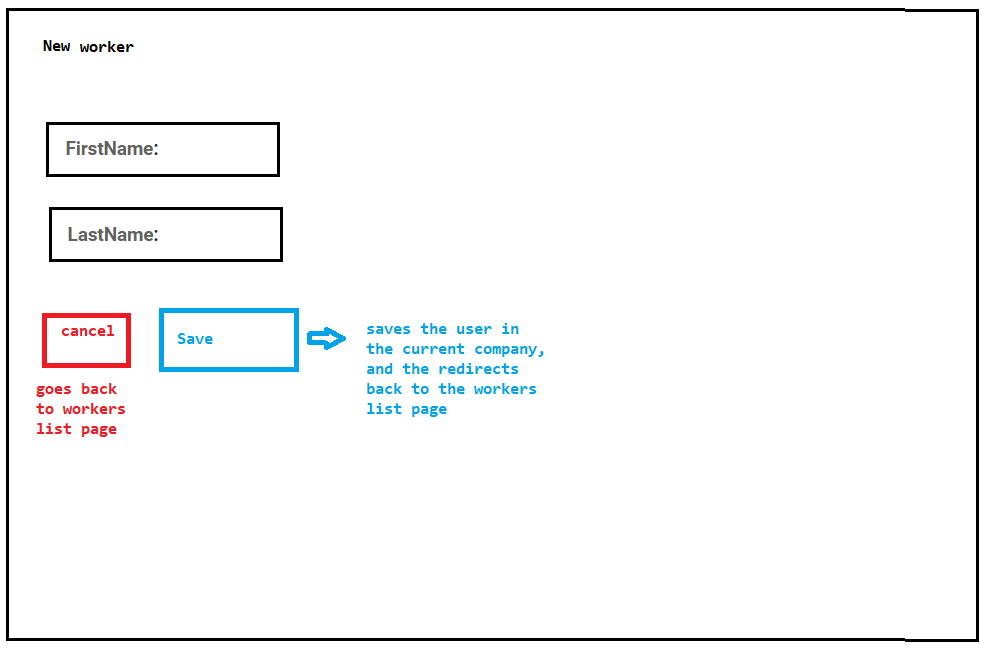 New worker
FirstName:
LastName:
cancel
Save
goes back
to workers
list page
saves the user in
the current company,
and the redirects
back to the workers
list page